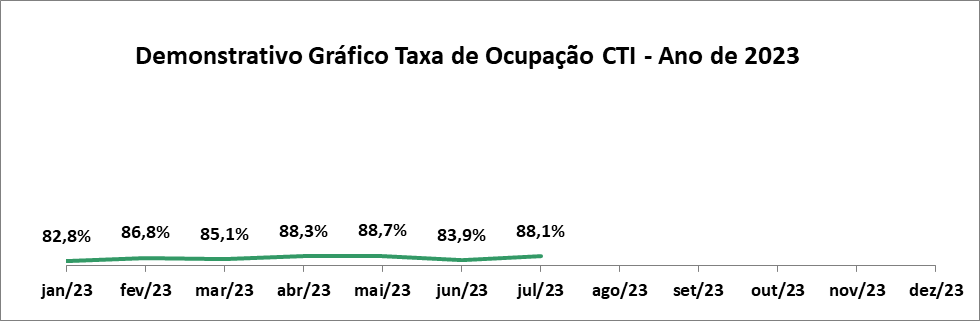 Demonstrativo Gráfico Taxa de Ocupação CTI - Ano de 2023
82,8% 86,8% 85,1% 88,3% 88,7% 83,9% 88,1%
jan/23 fev/23 mar/23 abr/23 mai/23 jun/23 jul/23 ago/23 set/23 out/23 nov/23 dez/23